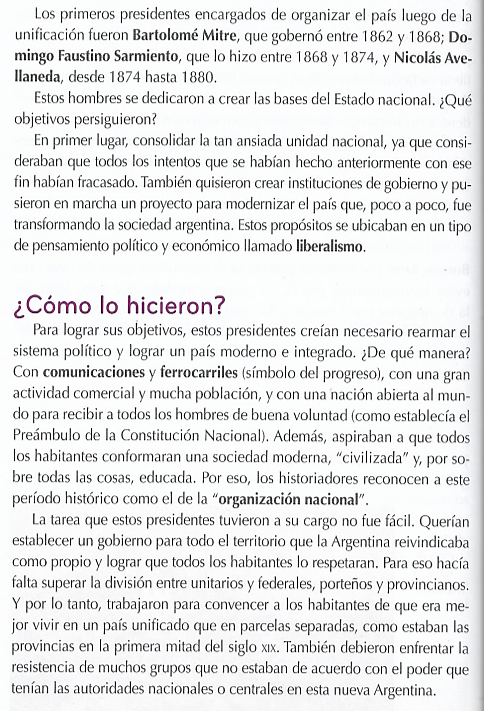 Los primeros presidentes encargados de organizar el país luego de la
unificación fueron Bartolomé Mitre, que gobernó entre 1862 y 1868; Do-
mingo Faustino Sarmiento, que lo hizo entre 1868 y 1874, y Nicolás Ave-
llaneda, desde 1874 hasta 1880.
Estos hombres se dedicaron a crear las bases del Estado nacional. ¿Qué
objetivos persiguieron?
En primer lugar, consolidar la tan ansiada unidad nacional, ya que consi-
deraban que todos los intentos que se habían hecho anteriormente con ese
fin habían fracasado. También quisieron crear instituciones de gobierno y pu-
sieron en marcha un proyecto para modernizar el país que, poco a poco, fue
transformando la sociedad argentina. Estos propósitos se ubicaban en un tipo
de pensamiento político y económico llamado liberalismo.
¿Cómo lo hicieron?
Para lograr sus objetivos, estos presidentes creían necesario rearmar el
sistema político y lograr un país moderno e integrado. ¿De qué manera?
Con comunicaciones y ferrocarriles (símbolo del progreso), con una gran
actividad comercial y mucha población, y con una nación abierta al mun-
do para recibir a todos los hombres de buena voluntad (como establecía el
Preámbulo de la Constitución Nacional). Además, aspiraban a que todos
los habitantes conformaran una sociedad moderna, “civilizada” y, por so-
bre todas las cosas, educada. Por eso, los historiadores reconocen a este
período histórico como el de la “organización nacional”.
La tarea que estos presidentes tuvieron a su cargo no fue fácil. Querían
establecer un gobierno para todo el territorio que la Argentina reivindicaba
como propio y lograr que todos los habitantes lo respetaran. Para eso hacía
falta superar la división entre unitarios y federales, porteños y provincianos.
Y por lo tanto, trabajaron para convencer a los habitantes de que era me-
jor vivir en un país unificado que en parcelas separadas, como estaban las
provincias en la primera mitad del siglo XIX. También debieron enfrentar la
resistencia de muchos grupos que no estaban de acuerdo con el poder que
tenían las autoridades nacionales o centrales en esta nueva Argentina.